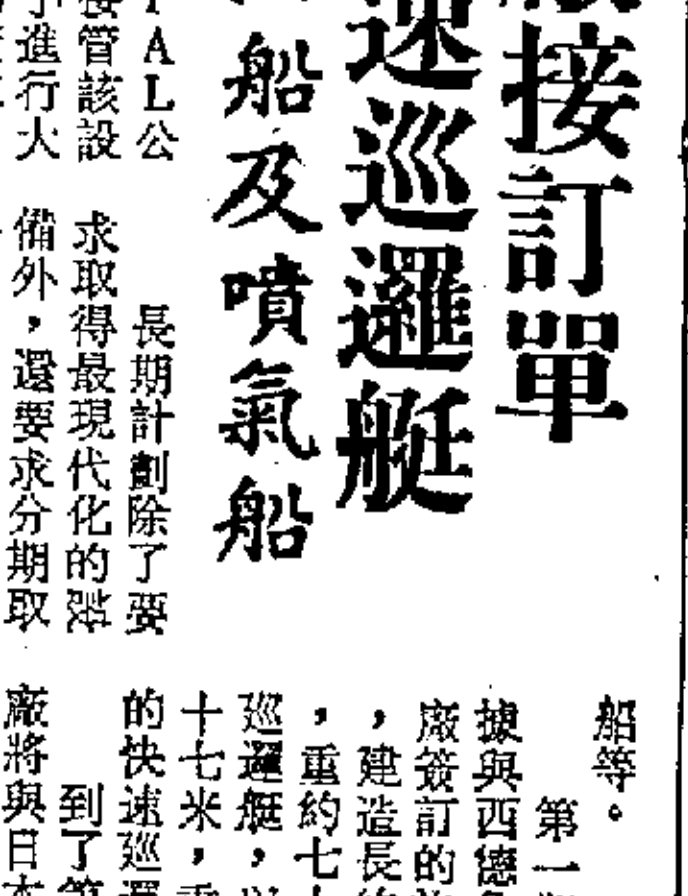 接訂單
速巡邏艇
船及噴氣船
ＡＬ公
接管該設
進行大
長期計劃除了要
求取得最現代化的
備外，還要求分期取
船等。
第一
據與西德
廠簽訂的
，建造長
，重約七
巡邏艇，
十七米，
的快速巡邏
到了第
廠將與日本